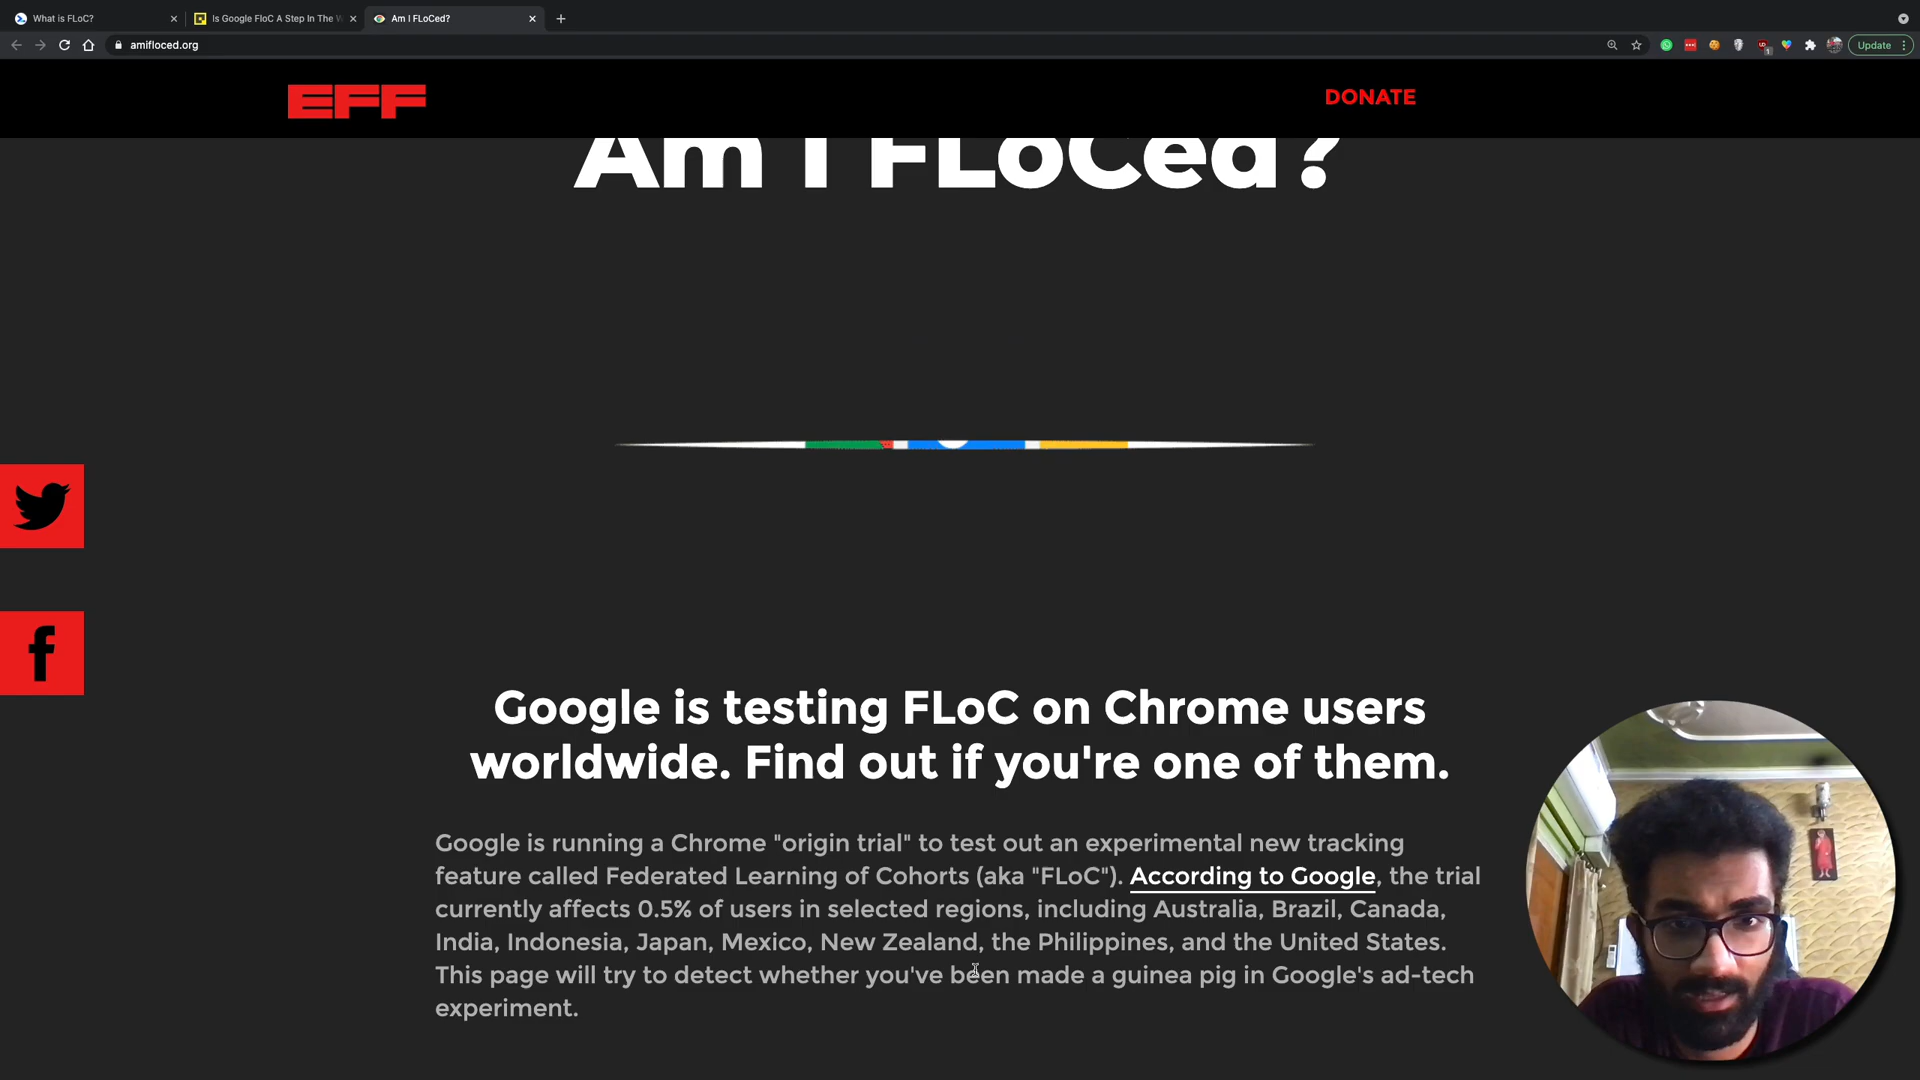 What is FLoC?
Is Google FloC A Step In The W
Am I FLoCed?
amifloced.org
Update
EFF
DONATE
Am I FLoCed?
Google is testing FLoC on Chrome users
worldwide. Find out if you're one of them.
Google is running a Chrome "origin trial" to test out an experimental new tracking
feature called Federated Learning of Cohorts (aka "FLoC"). According to Google, the trial
currently affects 0.5% of users in selected regions, including Australia, Brazil, Canada,
India, Indonesia, Japan, Mexico, New Zealand, the Philippines, and the United States.
This page will try to detect whether you've been made a guinea pig in Google's ad-tech
experiment.